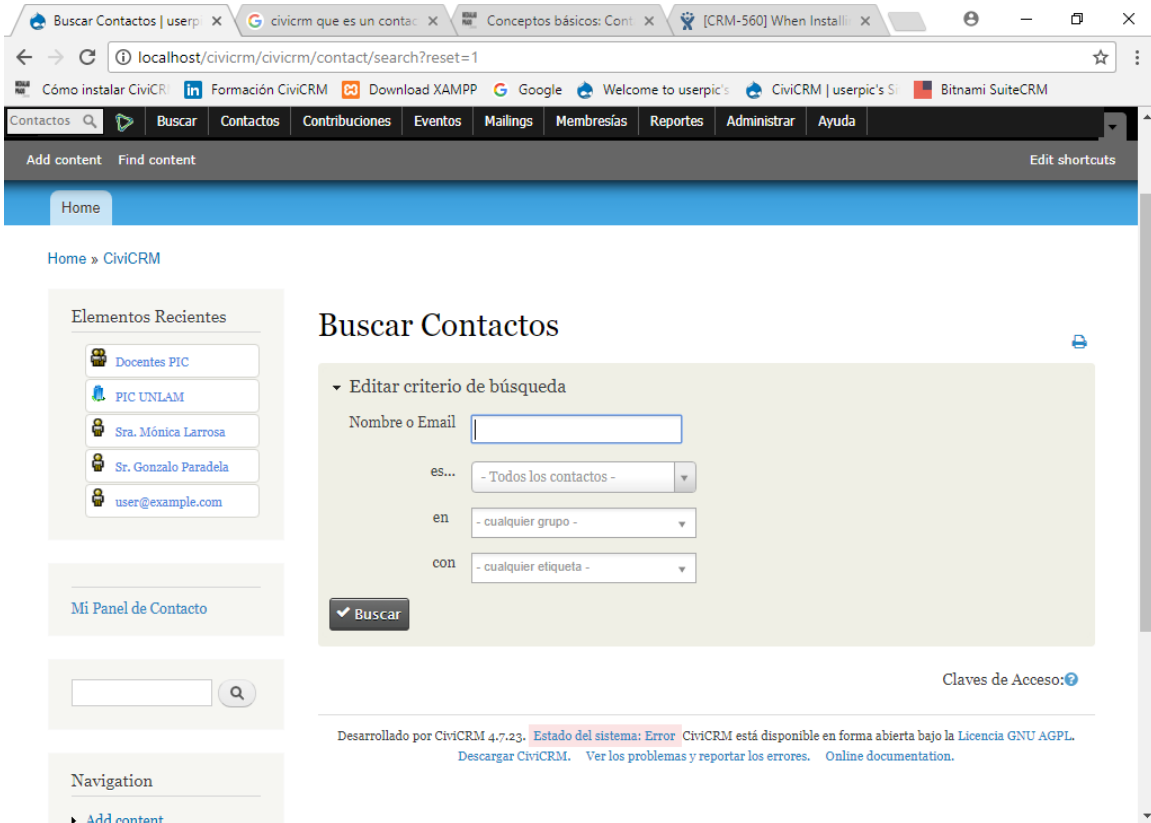 Buscar Contactos | userpi
civicrm que es un contac
Conceptos básicos: Cont
[CRM-560] When Installin
localhost/civicrm/civicrm/contact/search?reset=1
Cómo instalar CiviCR
Formación CiviCRM
Download XAMPP
Google
Welcome to userpic's
CiviCRM | userpic's Si
Bitnami SuiteCRM
Contactos
Buscar
Contactos
Contribuciones
Eventos
Mailings
Membresías
Reportes
Administrar
Ayuda
Add content
Find content
Edit shortcuts
Home
Home » CiviCRM
Elementos Recientes
Docentes PIC
PIC UNLAM
Sra. Mónica Larrosa
Sr. Gonzalo Paradela
user@example.com
Mi Panel de Contacto
Navigation
Add content
Buscar Contactos
Editar criterio de búsqueda
Nombre o Email
es...
- Todos los contactos -
en
- cualquier grupo -
con
- cualquier etiqueta -
Buscar
Claves de Acceso:
Desarrollado por CiviCRM 4.7.23. Estado del sistema: Error CiviCRM está disponible en forma abierta bajo la Licencia GNU AGPL.
Descargar CiviCRM. Ver los problemas y reportar los errores. Online documentation.